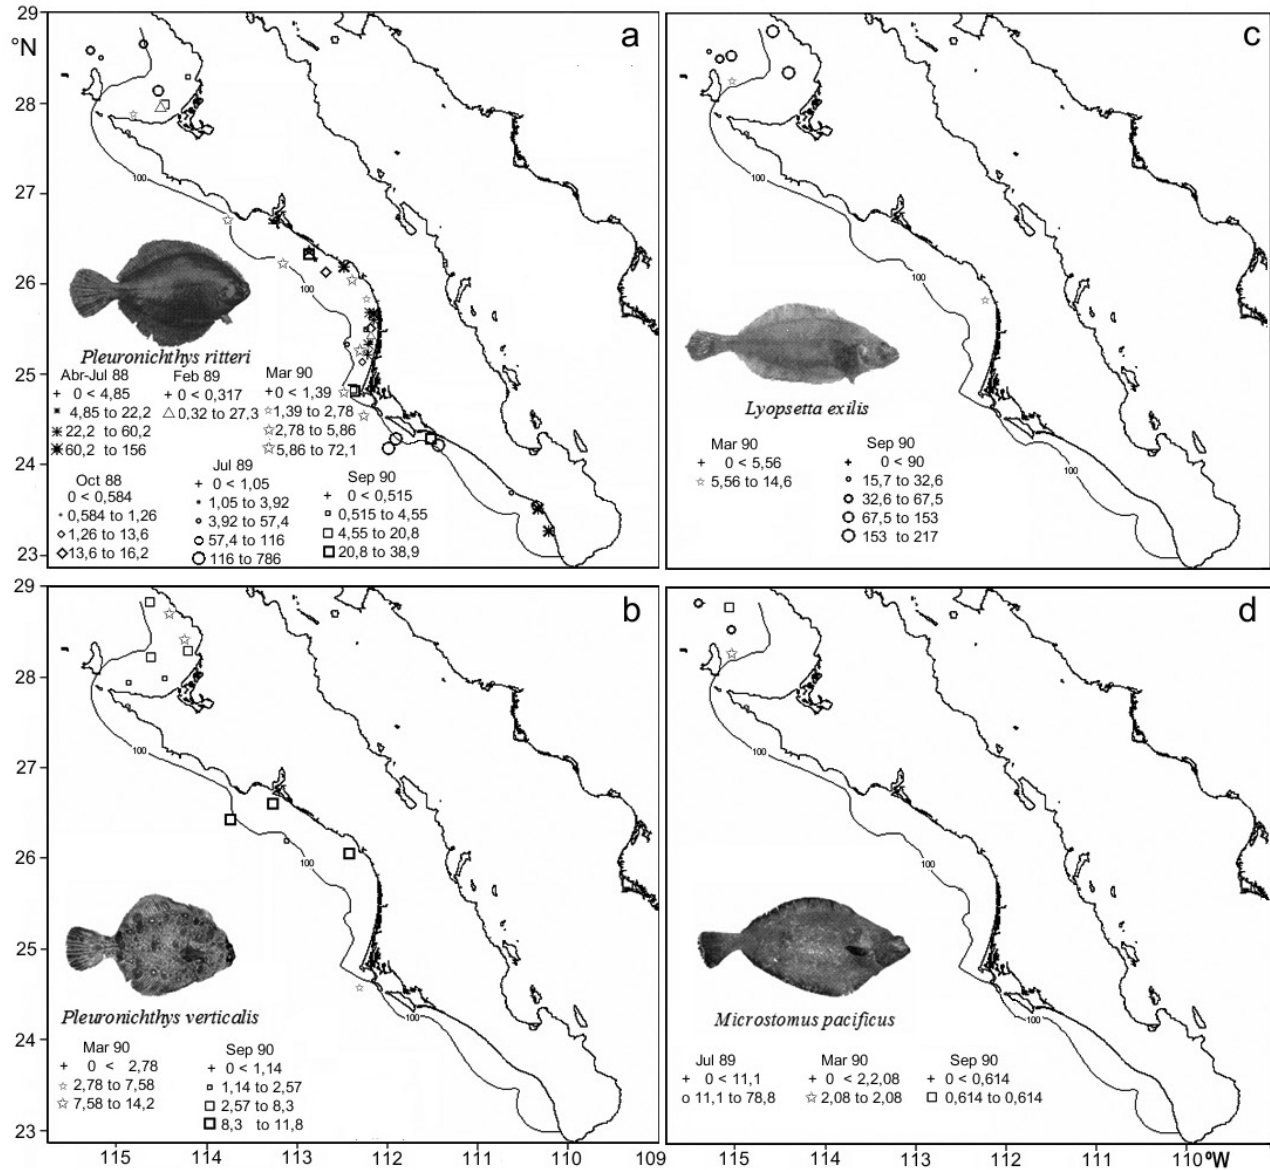 29
°N
28
27
26
25
24
23
a
100
100
Pleuronichthys ritteri
Abr-Jul 88
+ 0 < 4,85
4,85 to 22,2
22,2 to 60,2
60,2 to 156
Feb 89
+ 0 < 0,317
0,32 to 27,3
Mar 90
+ 0 < 1,39
1,39 to 2,78
2,78 to 5,86
5,86 to 72,1
Oct 88
0 < 0,584
0,584 to 1,26
1,26 to 13,6
13,6 to 16,2
Jul 89
+ 0 < 1,05
1,05 to 3,92
3,92 to 57,4
57,4 to 116
116 to 786
Sep 90
+ 0 < 0,515
0,515 to 4,55
4,55 to 20,8
20,8 to 38,9
c
100
100
100
Lyopsetta exilis
Mar 90
+ 0 < 5,56
5,56 to 14,6
Sep 90
+ 0 < 90
15,7 to 32,6
32,6 to 67,5
67,5 to 153
153 to 217
29
28
27
26
25
24
23
b
100
100
100
Pleuronichthys verticalis
Mar 90
+ 0 < 2,78
2,78 to 7,58
7,58 to 14,2
Sep 90
+ 0 < 1,14
1,14 to 2,57
2,57 to 8,3
8,3 to 11,8
115 114 113 112 111 110 109
d
100
100
100
Microstomus pacificus
Jul 89
+ 0 < 11,1
o 11,1 to 78,8
Mar 90
+ 0 < 2,2,08
2,08 to 2,08
Sep 90
+ 0 < 0,614
0,614 to 0,614
115 114 113 112 111 110 ºW